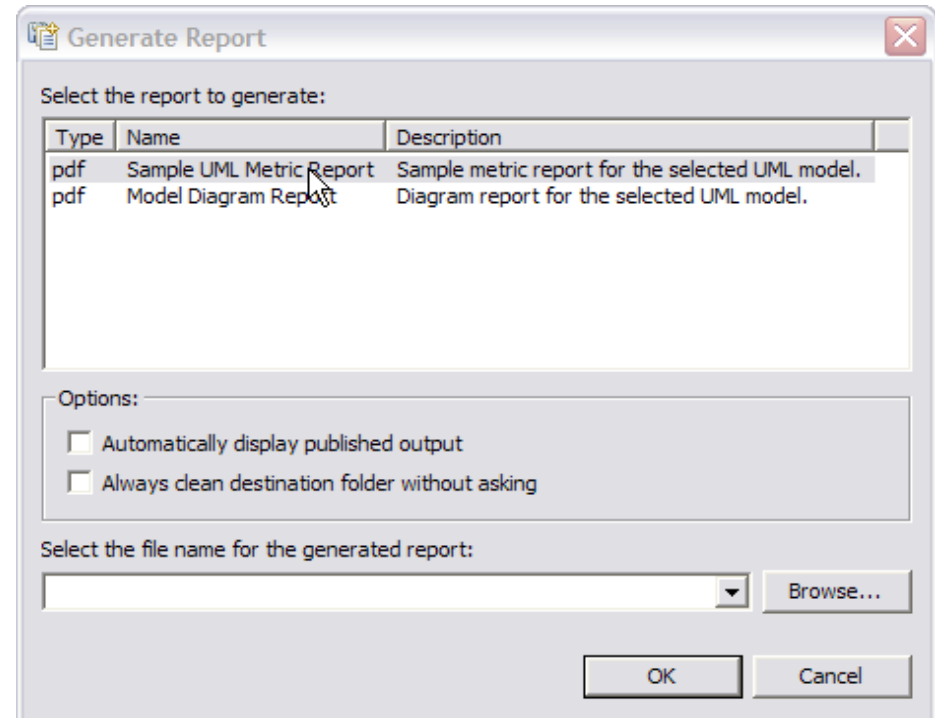 Generate Report
Select the report to generate:
Type Name Description
pdf Sample UML Metric Report Sample metric report for the selected UML model.
pdf Model Diagram Report Diagram report for the selected UML model.
Options:
Automatically display published output
Always clean destination folder without asking
Select the file name for the generated report:
Browse...
OK Cancel